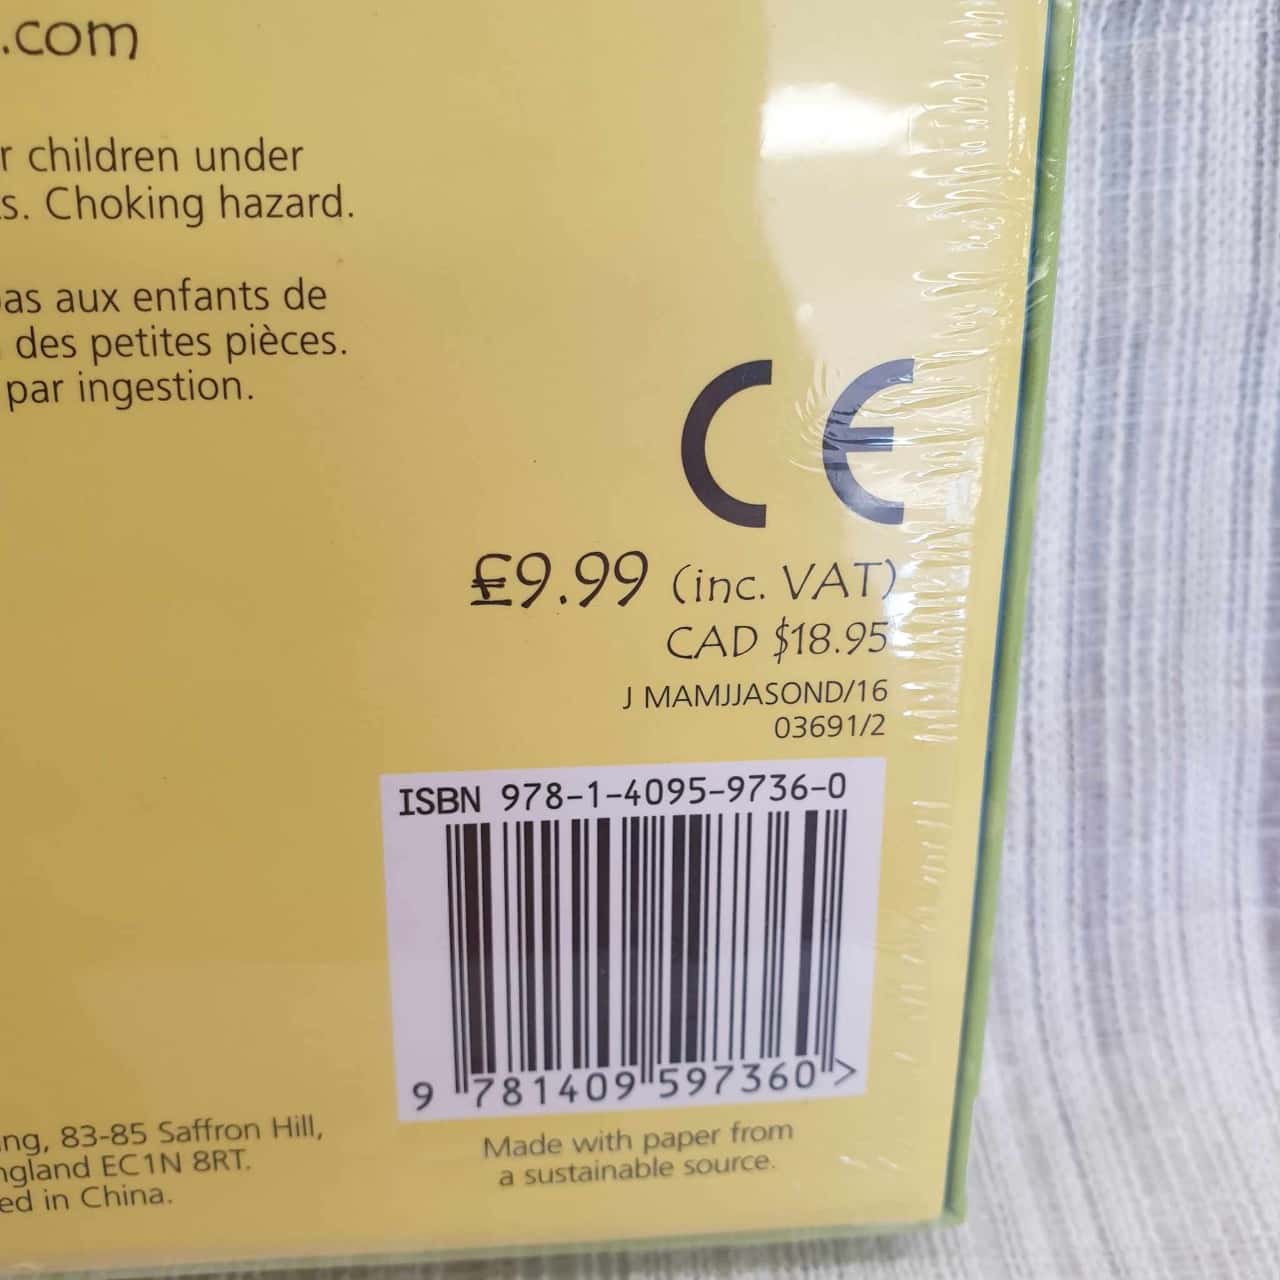 .com
r children under
s. Choking hazard.
pas aux enfants de
des petites pièces.
par ingestion.
CE
£9.99 (inc. VAT)
CAD $18.95
J MAMJJASOND/16
03691/2
ISBN 978-1-4095-9736-0
9 781409 597360 >
ng, 83-85 Saffron Hill,
ngland EC1N 8RT.
ed in China.
Made with paper from
a sustainable source.